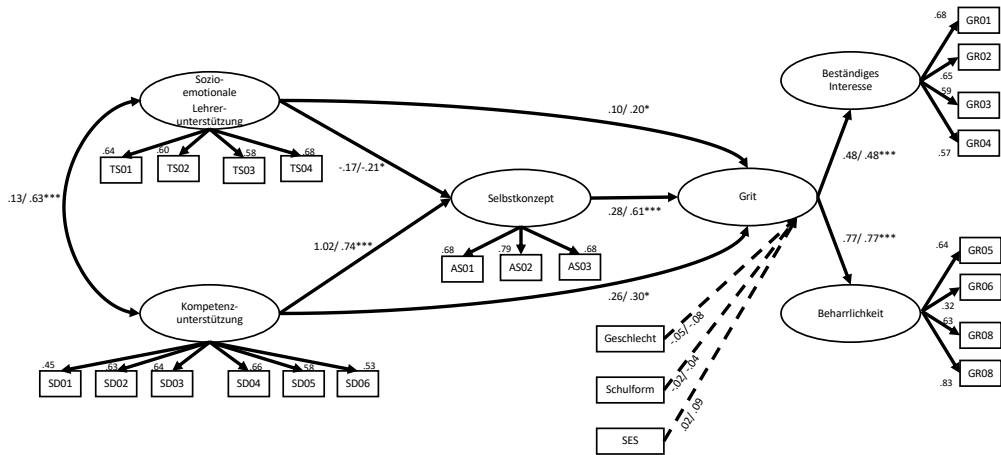 .68
GR01
Sozio-
emotionale
Lehrer-
unterstützung
Beständiges
Interesse
GR02
.65
.59
GR03
.10/ .20*
.64
.60
.58
.68
TS01
TS02
TS03
TS04
.57
GR04
.48/ .48***
-.17/-.21*
.13/ .63***
Selbstkonzept
.28/ .61***
Grit
1.02/ .74***
.68
.79
.68
AS01
AS02
AS03
.77/ .77***
.64
GR05
GR06
.32
Kompetenz-
unterstützung
.26/ .30*
Beharrlichkeit
.63
GR08
Geschlecht
-.05/-.08
.45
.63
.64
.66
.58
.53
SD01
SD02
SD03
SD04
SD05
SD06
.83
GR08
Schulform
-.02/-.04
SES
.02/ .09